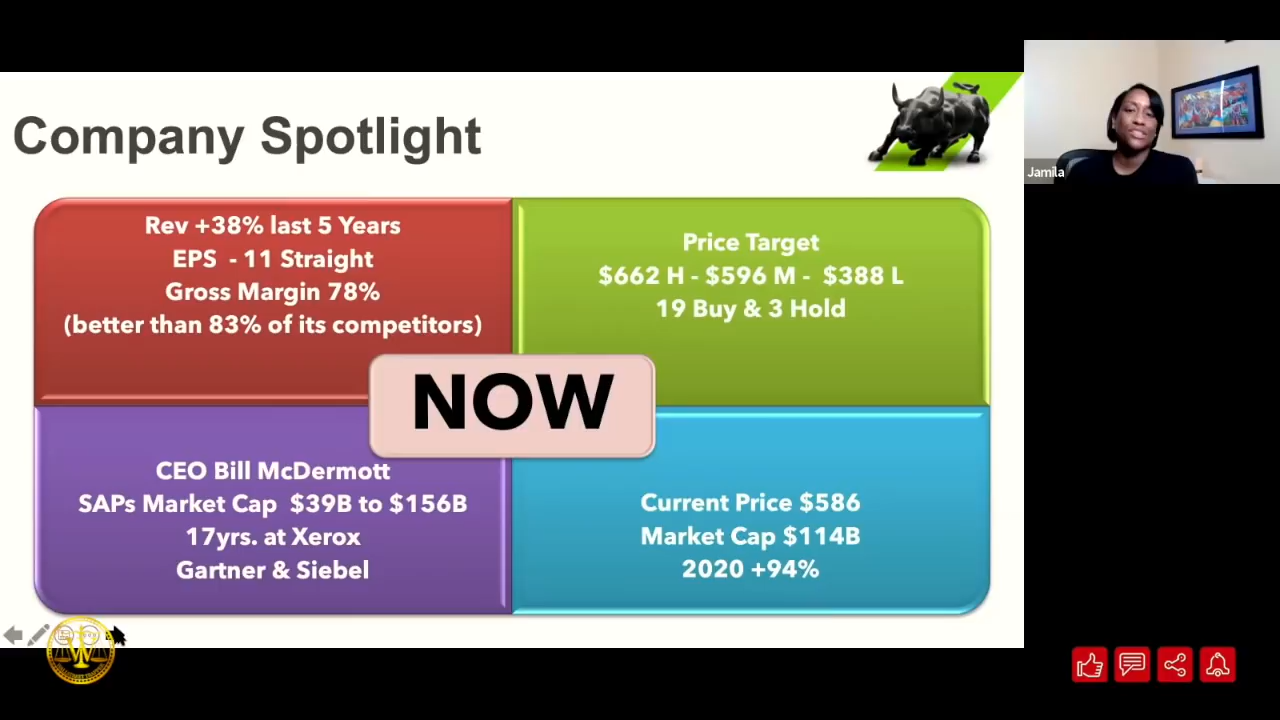 Company Spotlight
Rev +38% last 5 Years
EPS - 11 Straight
Gross Margin 78%
(better than 83% of its competitors)
Price Target
$662 H - $596 M - $388 L
19 Buy & 3 Hold
NOW
CEO Bill McDermott
SAPs Market Cap $39B to $156B
17yrs. at Xerox
Gartner & Siebel
Current Price $586
Market Cap $114B
2020 +94%
Jamila